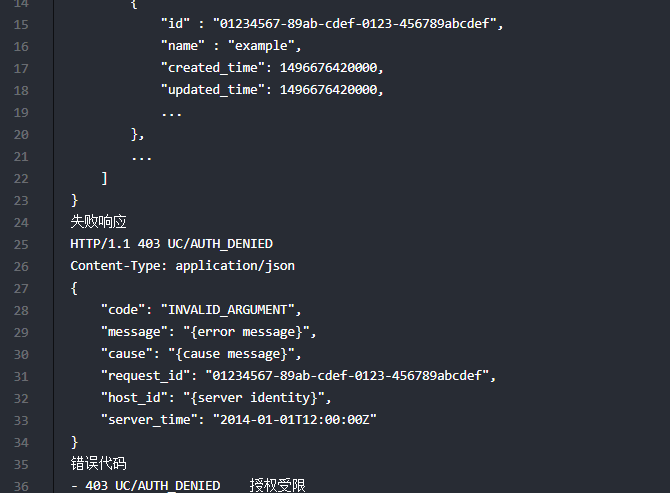 14 {
15 "id" : "01234567-89ab-cdef-0123-456789abcdef",
16 "name" : "example",
17 "created_time": 1496676420000,
18 "updated_time": 1496676420000,
19 ...
20 },
21 ...
22 ]
23 }
24 失败响应
25 HTTP/1.1 403 UC/AUTH_DENIED
26 Content-Type: application/json
27 {
28 "code": "INVALID_ARGUMENT",
29 "message": "{error message}",
30 "cause": "{cause message}",
31 "request_id": "01234567-89ab-cdef-0123-456789abcdef",
32 "host_id": "{server identity}",
33 "server_time": "2014-01-01T12:00:00Z"
34 }
35 错误代码
36 - 403 UC/AUTH_DENIED 授权受限